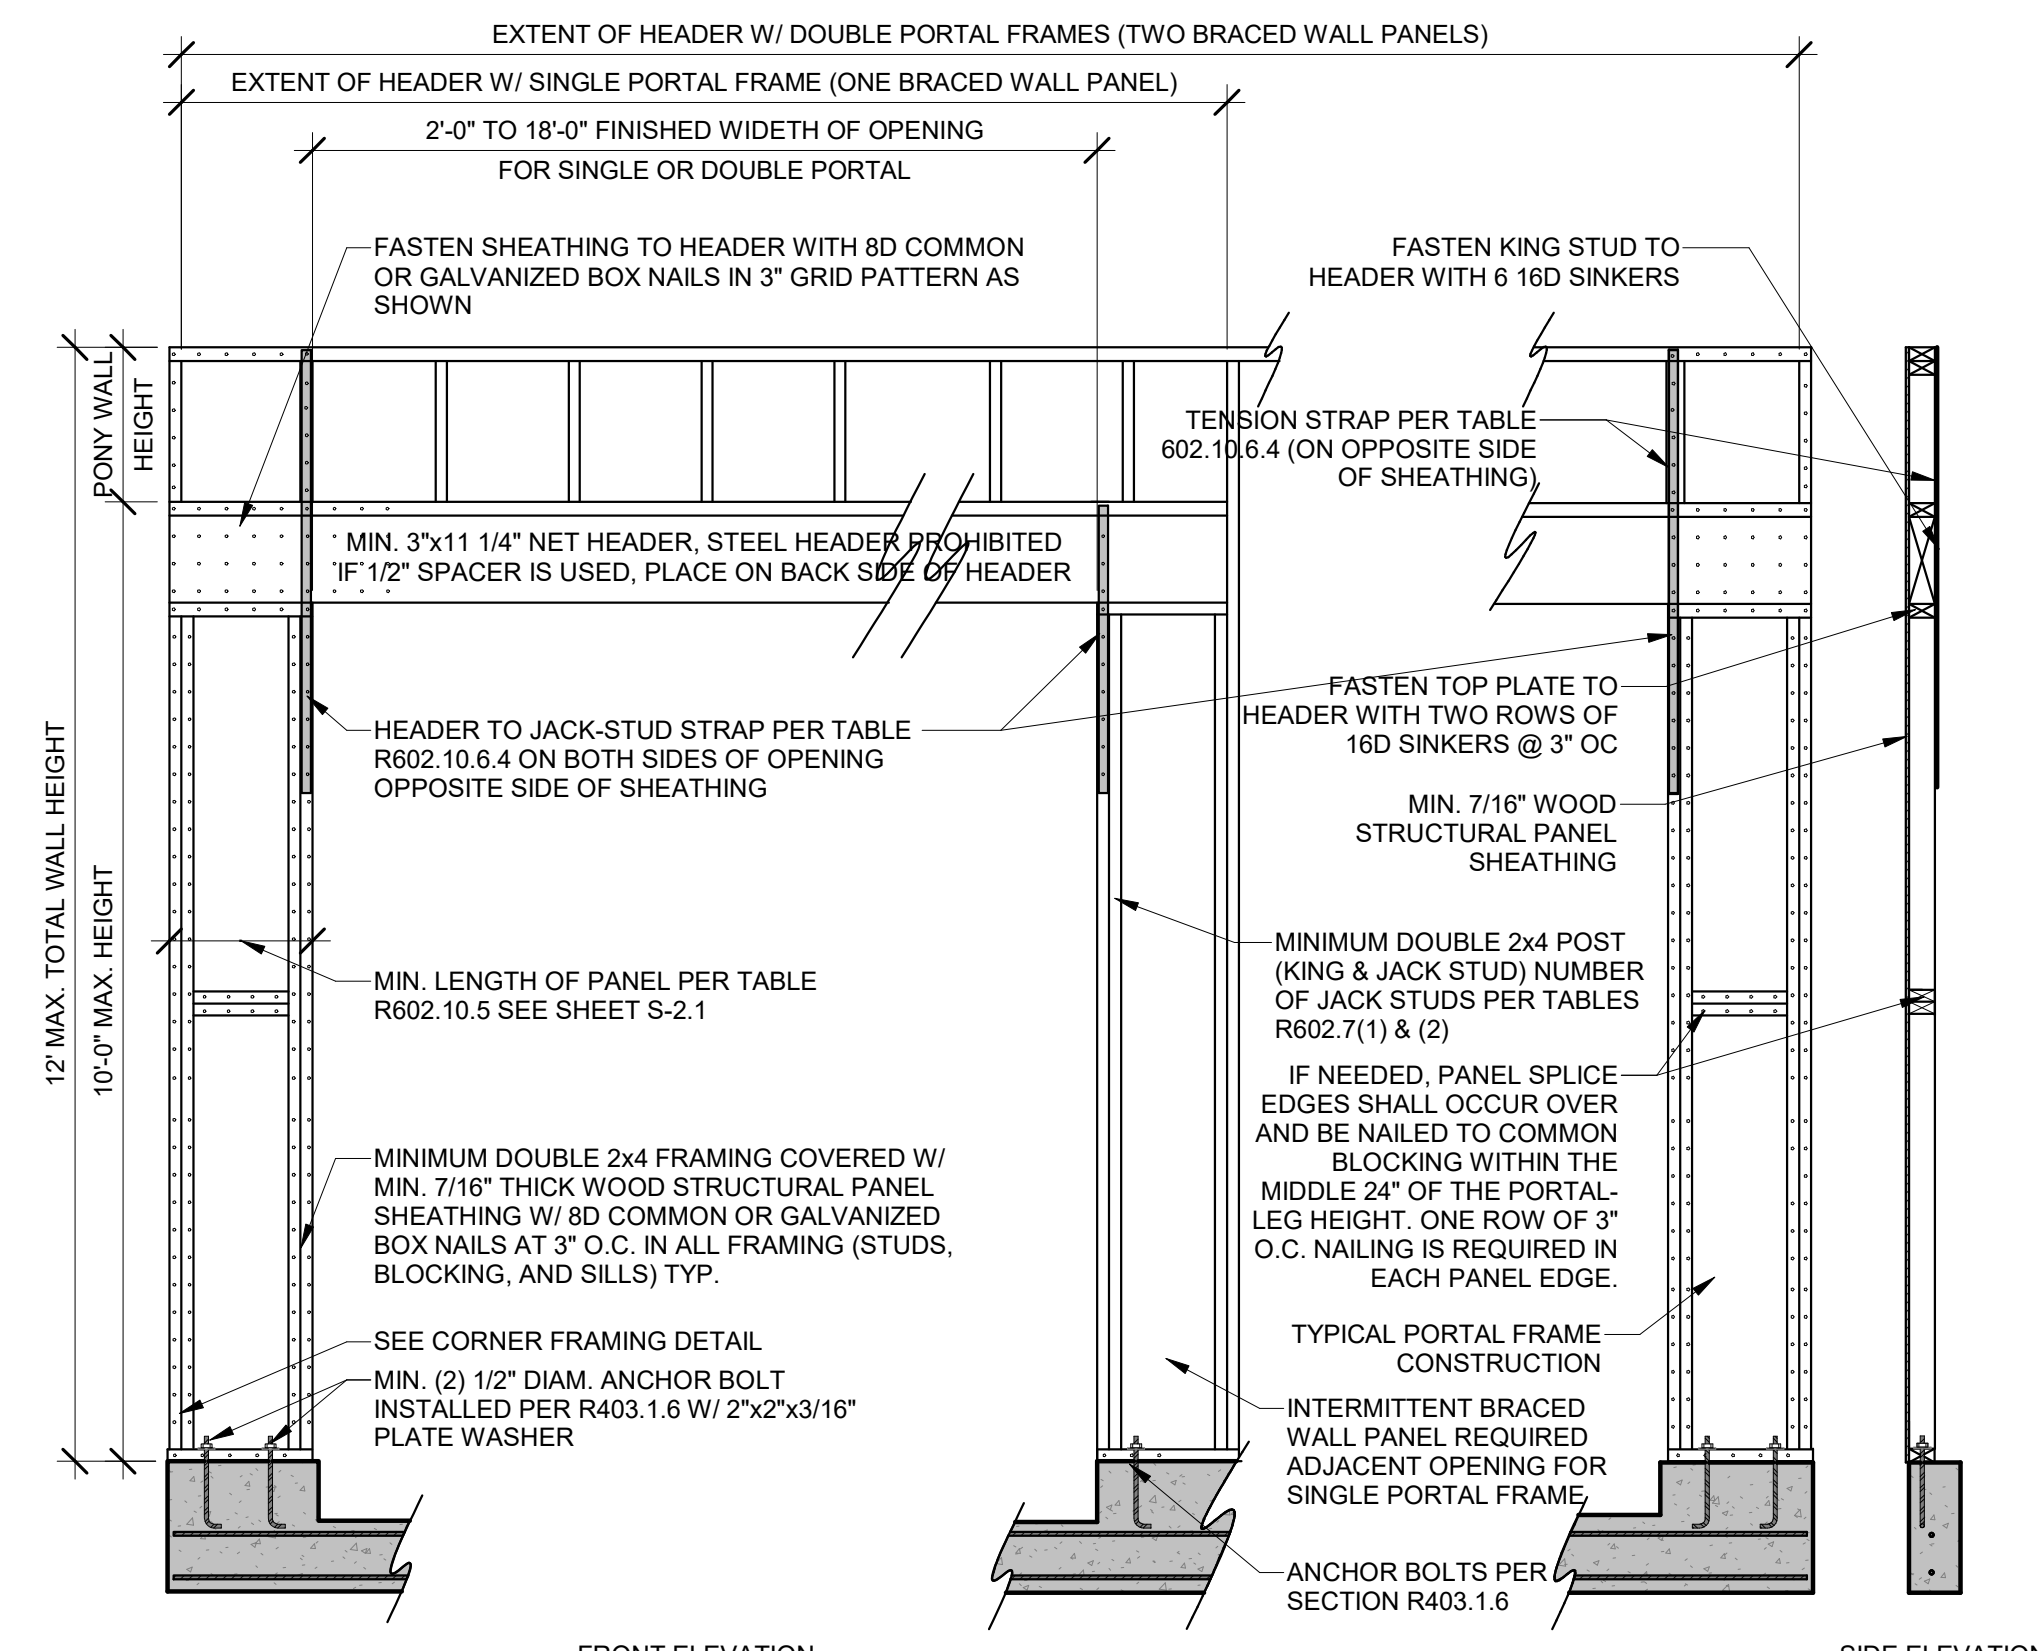 EXTENT OF HEADER W/ DOUBLE PORTAL FRAMES (TWO BRACED WALL PANELS)
EXTENT OF HEADER W/ SINGLE PORTAL FRAME (ONE BRACED WALL PANEL)
2'-0" TO 18'-0" FINISHED WIDETH OF OPENING
FOR SINGLE OR DOUBLE PORTAL
FASTEN SHEATHING TO HEADER WITH 8D COMMON
OR GALVANIZED BOX NAILS IN 3" GRID PATTERN AS
SHOWN
FASTEN KING STUD TO
HEADER WITH 6 16D SINKERS
PONY WALL
HEIGHT
TENSION STRAP PER TABLE
602.10.6.4 (ON OPPOSITE SIDE
OF SHEATHING)
MIN. 3"x11 1/4" NET HEADER, STEEL HEADER PROHIBITED
IF 1/2" SPACER IS USED, PLACE ON BACK SIDE OF HEADER
12' MAX. TOTAL WALL HEIGHT
10'-0" MAX. HEIGHT
HEADER TO JACK-STUD STRAP PER TABLE
R602.10.6.4 ON BOTH SIDES OF OPENING
OPPOSITE SIDE OF SHEATHING
FASTEN TOP PLATE TO
HEADER WITH TWO ROWS OF
16D SINKERS @ 3" OC
MIN. 7/16" WOOD
STRUCTURAL PANEL
SHEATHING
MIN. LENGTH OF PANEL PER TABLE
R602.10.5 SEE SHEET S-2.1
MINIMUM DOUBLE 2x4 POST
(KING & JACK STUD) NUMBER
OF JACK STUDS PER TABLES
R602.7(1) & (2)
IF NEEDED, PANEL SPLICE
EDGES SHALL OCCUR OVER
AND BE NAILED TO COMMON
BLOCKING WITHIN THE
MIDDLE 24" OF THE PORTAL-
LEG HEIGHT. ONE ROW OF 3"
O.C. NAILING IS REQUIRED IN
EACH PANEL EDGE.
MINIMUM DOUBLE 2x4 FRAMING COVERED W/
MIN. 7/16" THICK WOOD STRUCTURAL PANEL
SHEATHING W/ 8D COMMON OR GALVANIZED
BOX NAILS AT 3" O.C. IN ALL FRAMING (STUDS,
BLOCKING, AND SILLS) TYP.
SEE CORNER FRAMING DETAIL
MIN. (2) 1/2" DIAM. ANCHOR BOLT
INSTALLED PER R403.1.6 W/ 2"x2"x3/16"
PLATE WASHER
TYPICAL PORTAL FRAME
CONSTRUCTION
INTERMITTENT BRACED
WALL PANEL REQUIRED
ADJACENT OPENING FOR
SINGLE PORTAL FRAME
ANCHOR BOLTS PER
SECTION R403.1.6
FRONT ELEVATION
SIDE ELEVATION